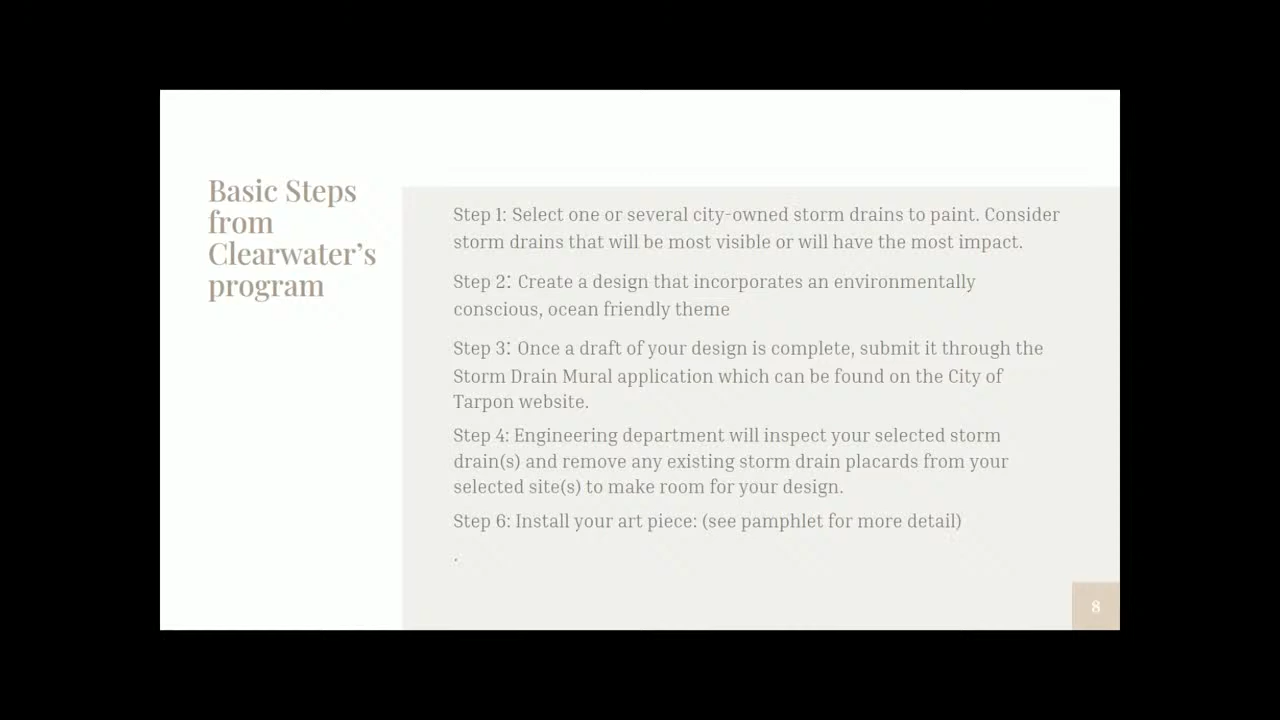 Basic Steps
from
Clearwater's
program
Step 1: Select one or several city-owned storm drains to paint. Consider
storm drains that will be most visible or will have the most impact.
Step 2: Create a design that incorporates an environmentally
conscious, ocean friendly theme
Step 3: Once a draft of your design is complete, submit it through the
Storm Drain Mural application which can be found on the City of
Tarpon website.
Step 4: Engineering department will inspect your selected storm
drain(s) and remove any existing storm drain placards from your
selected site(s) to make room for your design.
Step 6: Install your art piece: (see pamphlet for more detail)
.
8